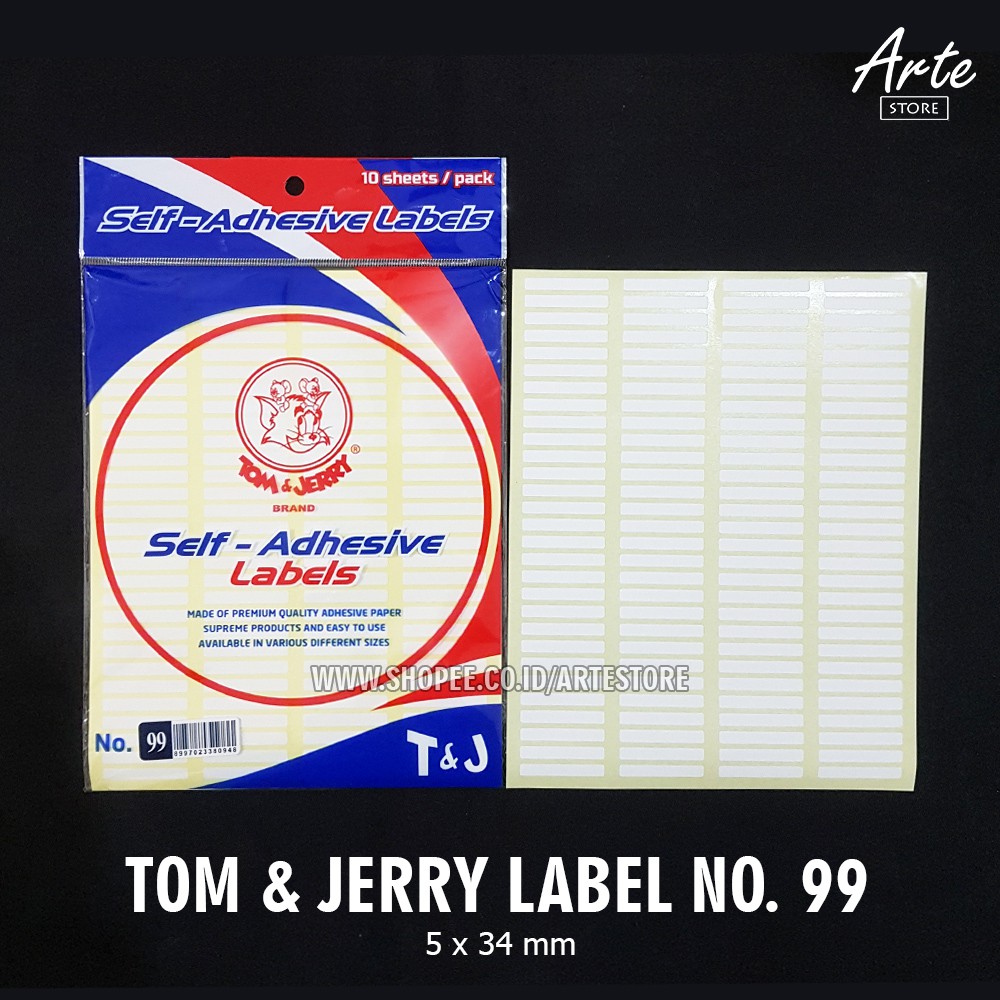 Arte
STORE
10 sheets / pack
Self - Adhesive Labels
TOM & JERRY ®
BRAND
Self - Adhesive
Labels
MADE OF PREMIUM QUALITY ADHESIVE PAPER
SUPREME PRODUCTS AND EASY TO USE
AVAILABLE IN VARIOUS DIFFERENT SIZES
WWW.SHOPEE.CO.ID/ARTESTORE
No. 99
8997023380948
T & J
TOM & JERRY LABEL NO. 99
5 x 34 mm